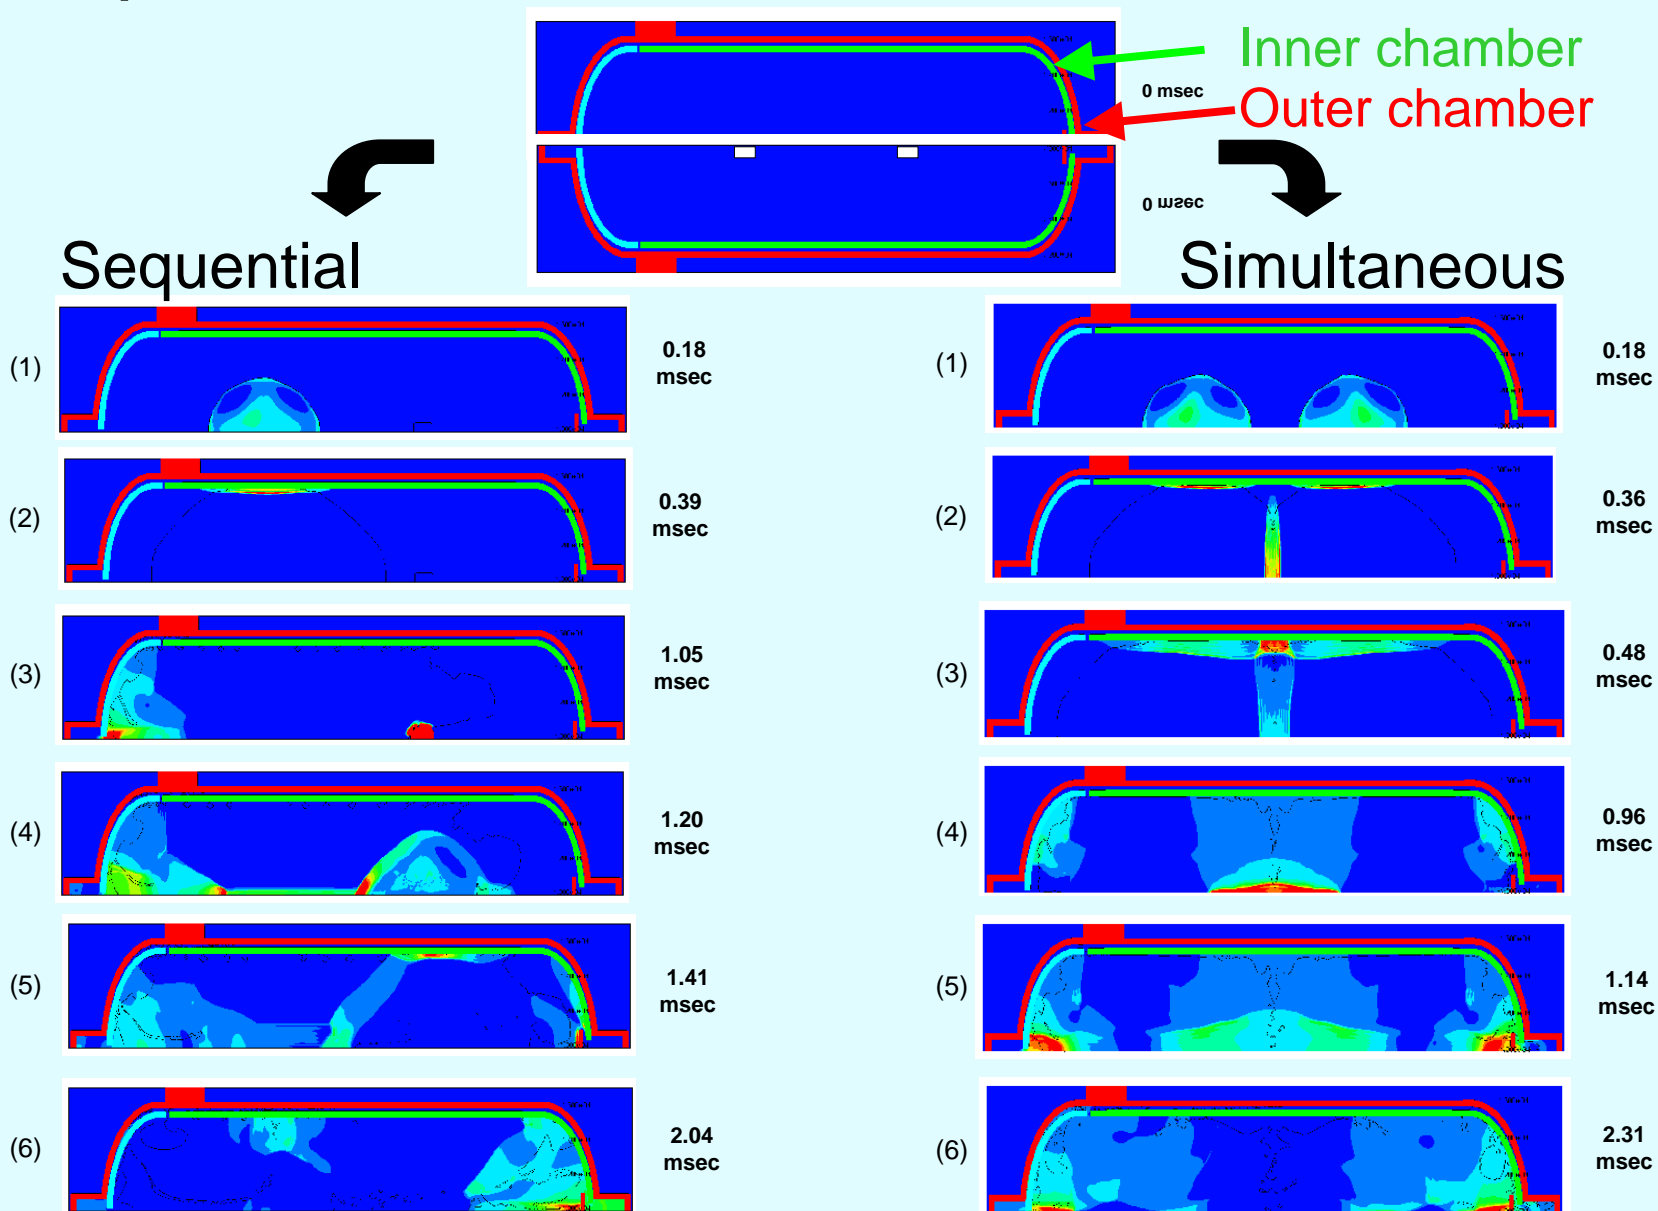 Inner chamber
0 msec
Outer chamber
0 msec
Sequential
Simultaneous
(1)
0.18
msec
(1)
0.18
msec
(2)
0.39
msec
(2)
0.36
msec
(3)
1.05
msec
(3)
0.48
msec
(4)
1.20
msec
(4)
0.96
msec
(5)
1.41
msec
(5)
1.14
msec
(6)
2.04
msec
(6)
2.31
msec